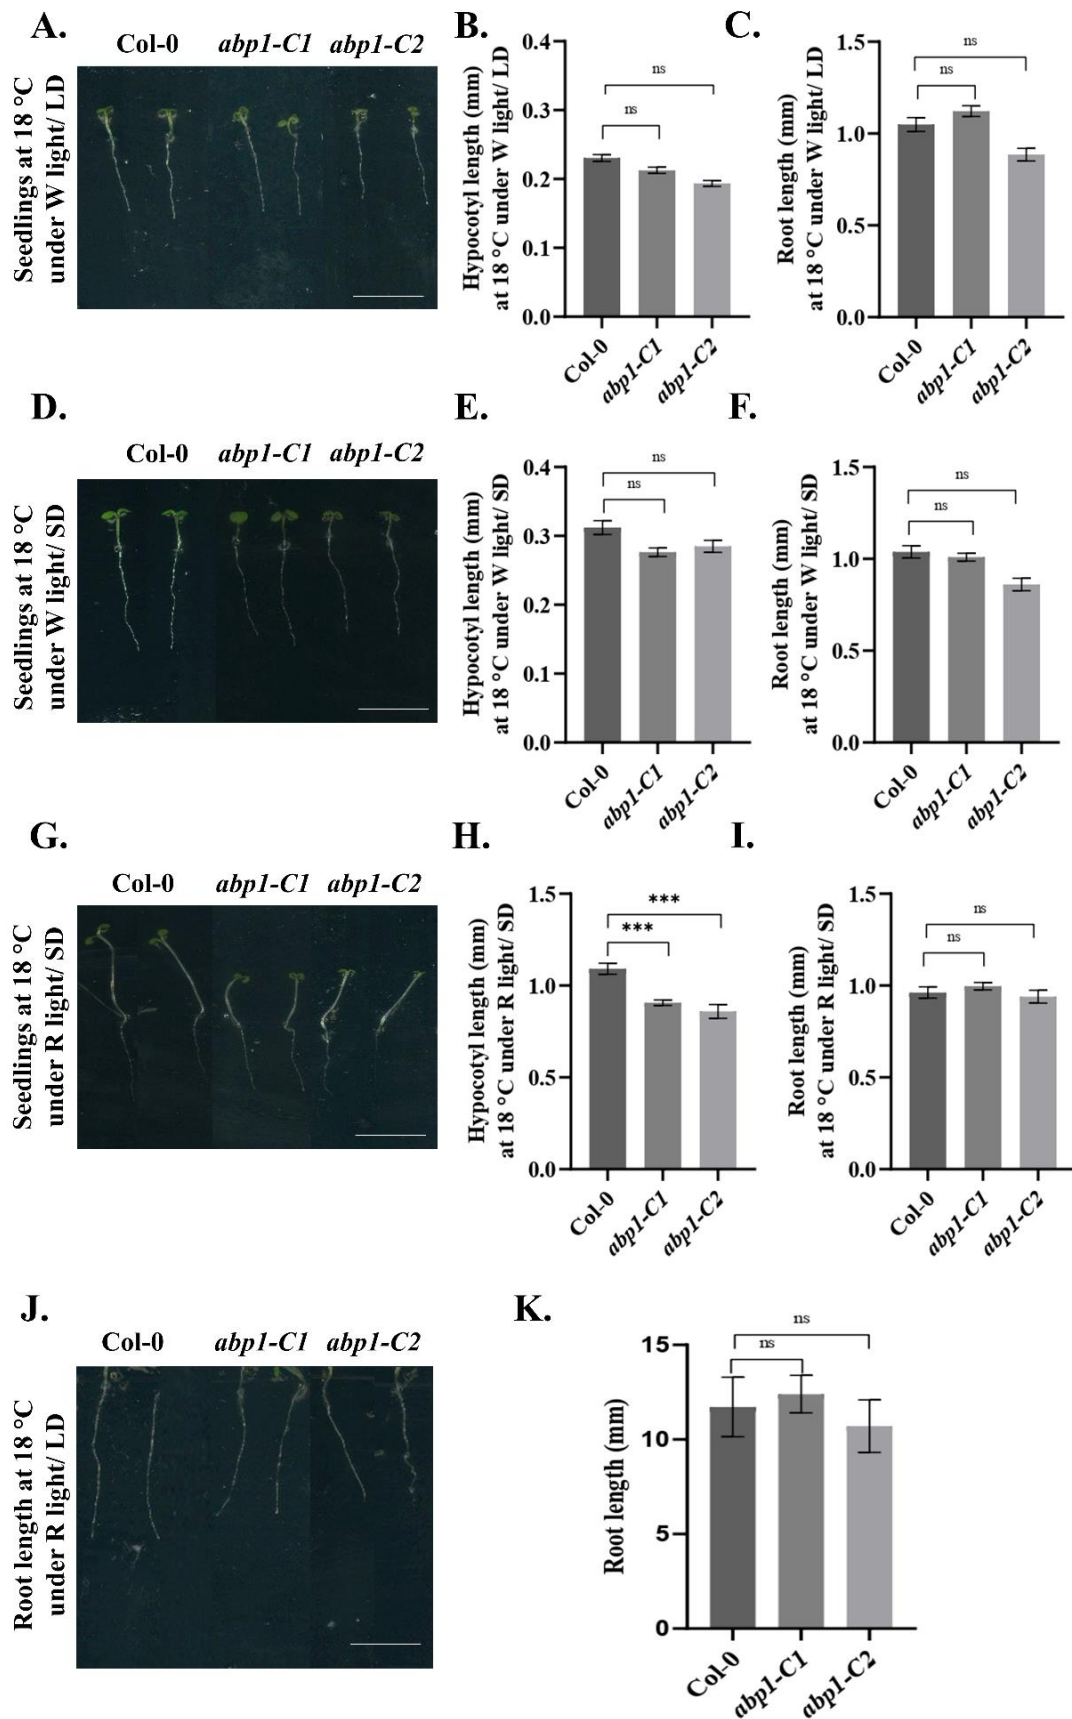 A.
Col-0 abp1-C1 abp1-C2
Seedlings at 18 °C
under W light/ LD
B.
Hypocotyl length (mm)
at 18 °C under W light/ LD
0.4
0.3
0.2
0.1
0.0
ns
ns
Col-0
abp1-C1
abp1-C2
C.
Root length (mm)
at 18 °C under W light/ LD
1.5
1.0
0.5
0.0
ns
ns
Col-0
abp1-C1
abp1-C2
D.
Col-0 abp1-C1 abp1-C2
Seedlings at 18 °C
under W light/ SD
E.
Hypocotyl length (mm)
at 18 °C under W light/ SD
0.4
0.3
0.2
0.1
0.0
ns
ns
Col-0
abp1-C1
abp1-C2
F.
Root length (mm)
at 18 °C under W light/ SD
1.5
1.0
0.5
0.0
ns
ns
Col-0
abp1-C1
abp1-C2
G.
Col-0 abp1-C1 abp1-C2
Seedlings at 18 °C
under R light/ SD
H.
Hypocotyl length (mm)
at 18 °C under R light/ SD
1.5
1.0
0.5
0.0
***
***
Col-0
abp1-C1
abp1-C2
I.
Root length (mm)
at 18 °C under R light/ SD
1.5
1.0
0.5
0.0
ns
ns
Col-0
abp1-C1
abp1-C2
J.
Col-0 abp1-C1 abp1-C2
Root length at 18 °C
under R light/ LD
K.
Root length (mm)
15
10
5
0
ns
ns
Col-0
abp1-C1
abp1-C2